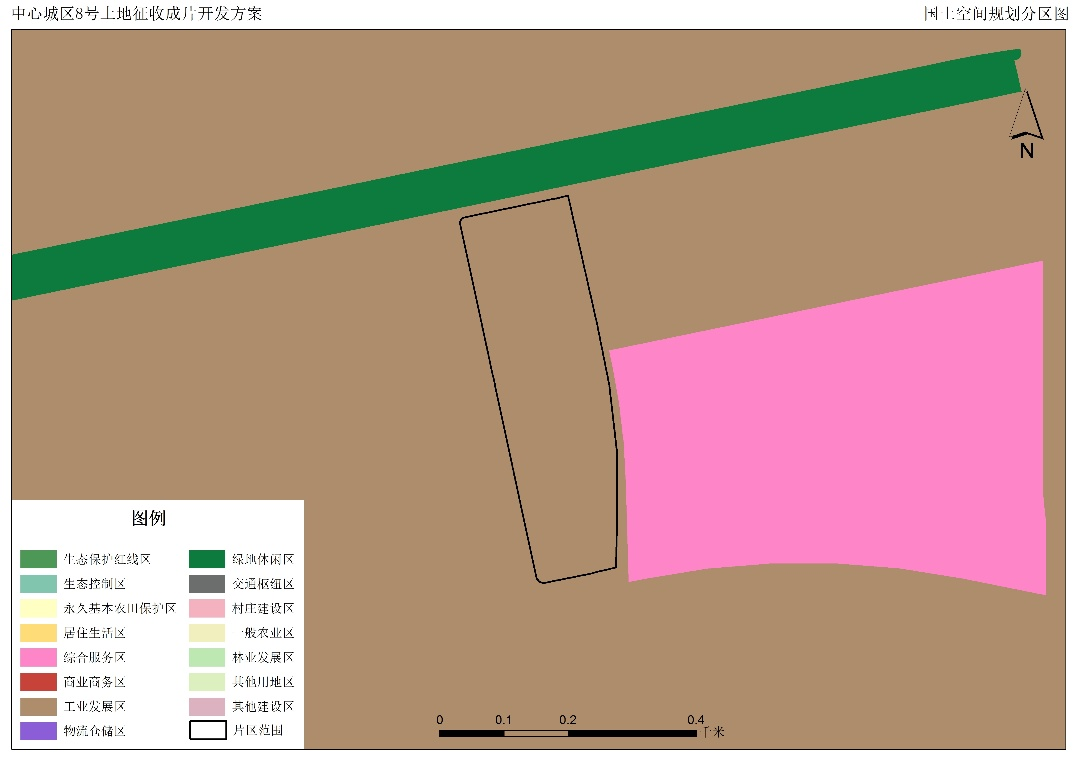 中心城区8号土地征收成片开发方案
国土空间规划分区图
N
图例
生态保护红线区
绿地休闲区
生态控制区
交通枢纽区
永久基本农田保护区
村庄建设区
居住生活区
一般农业区
综合服务区
林业发展区
商业商务区
其他用地区
工业发展区
其他建设区
物流仓储区
片区范围
0 0.1 0.2 0.4
千米